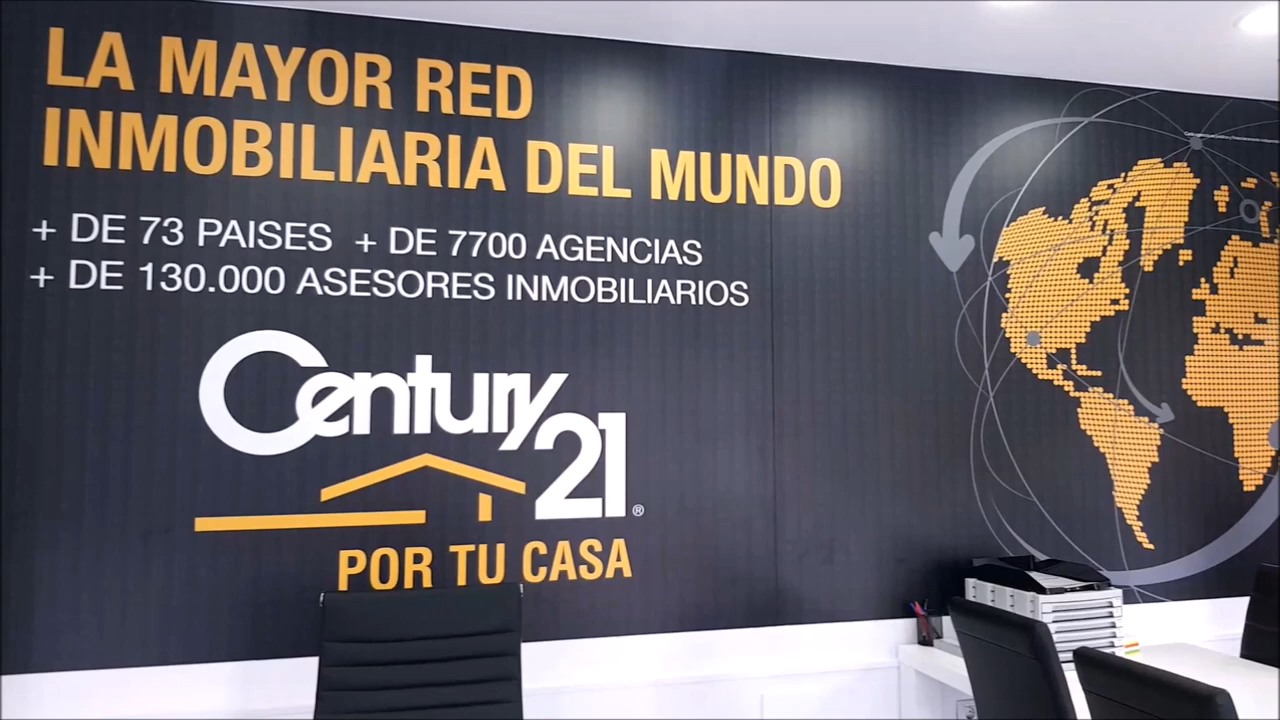 LA MAYOR RED
INMOBILIARIA DEL MUNDO
+ DE 73 PAISES + DE 7700 AGENCIAS
+ DE 130.000 ASESORES INMOBILIARIOS
Century
21®
POR TU CASA